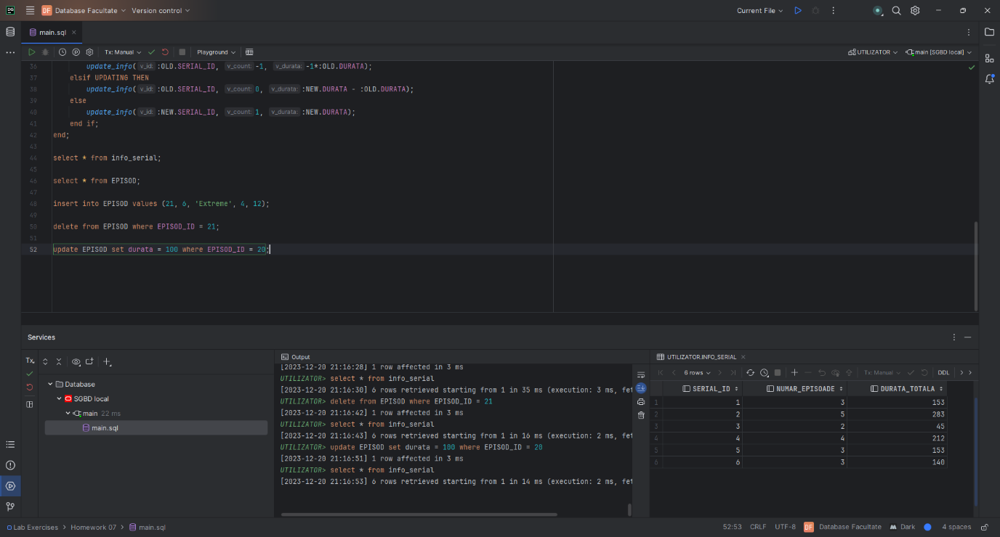 DG
DF Database Facultate Version control Current File
main.sql
Tx: Manual Playground UTILIZATOR main [SGBD local]
36 update_info( v_id: :OLD.SERIAL_ID, v_count: -1, v_durata: -1*:OLD.DURATA);
37 elsif UPDATING THEN
38 update_info( v_id: :OLD.SERIAL_ID, v_count: 0, v_durata: :NEW.DURATA - :OLD.DURATA);
39 else
40 update_info( v_id: :NEW.SERIAL_ID, v_count: 1, v_durata: :NEW.DURATA);
41 end if;
42 end;
43
44 select * from info_serial;
45
46 select * from EPISOD;
47
48 insert into EPISOD values (21, 6, 'Extreme', 4, 12);
49
50 delete from EPISOD where EPISOD_ID = 21;
51
52 update EPISOD set durata = 100 where EPISOD_ID = 20;
Services
Tx
Database
SGBD local
main 22 ms
main.sql
Output
[2023-12-20 21:16:28] 1 row affected in 3 ms
UTILIZATOR> select * from info_serial
[2023-12-20 21:16:30] 6 rows retrieved starting from 1 in 35 ms (execution: 3 ms, fet
UTILIZATOR> delete from EPISOD where EPISOD_ID = 21
[2023-12-20 21:16:42] 1 row affected in 3 ms
UTILIZATOR> select * from info_serial
[2023-12-20 21:16:43] 6 rows retrieved starting from 1 in 16 ms (execution: 2 ms, fet
UTILIZATOR> update EPISOD set durata = 100 where EPISOD_ID = 20
[2023-12-20 21:16:51] 1 row affected in 3 ms
UTILIZATOR> select * from info_serial
[2023-12-20 21:16:53] 6 rows retrieved starting from 1 in 14 ms (execution: 2 ms, fet
UTILIZATOR.INFO_SERIAL
6 rows Tx: Manual DDL
SERIAL_ID NUMAR_EPISOADE DURATA_TOTALA
1 1 3 153
2 2 5 283
3 3 2 45
4 4 4 212
5 5 3 153
6 6 3 140
Lab Exercises > Homework 07 > main.sql 52:53 CRLF UTF-8 DF Database Facultate Dark 4 spaces